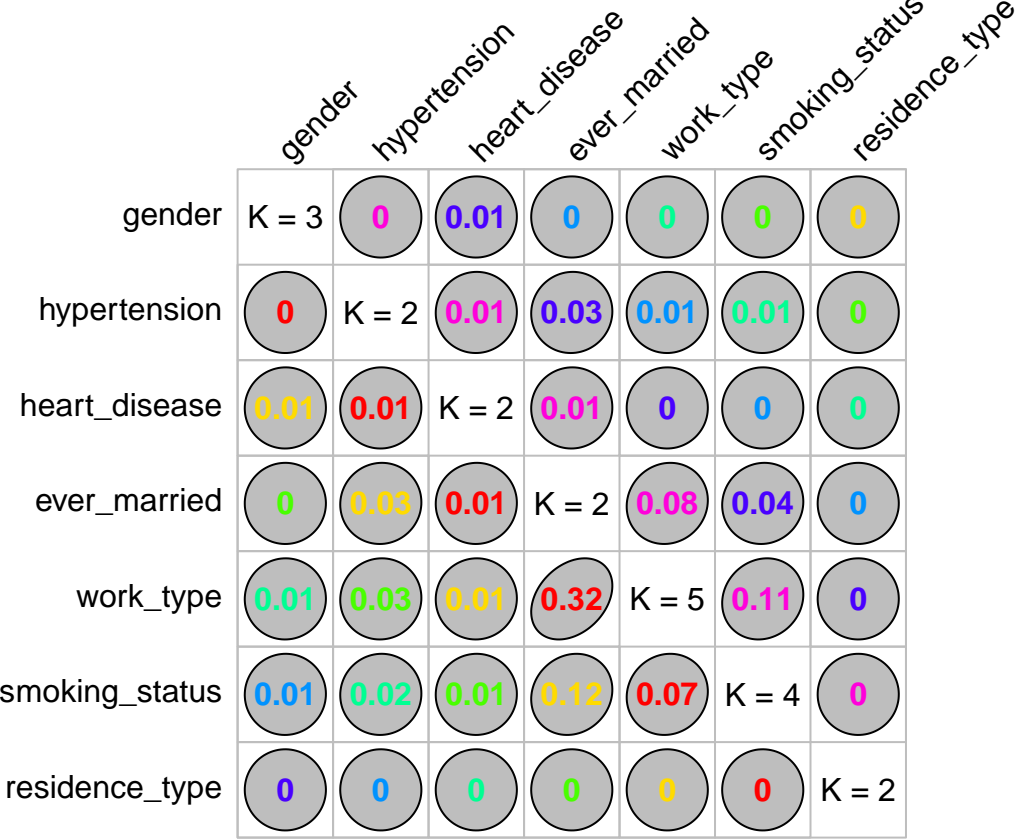 gender hypertension heart_disease ever_married work_type smoking_status residence_type
gender K = 3 0 0.01 0 0 0 0
hypertension 0 K = 2 0.01 0.03 0.01 0.01 0
heart_disease 0.01 0.01 K = 2 0.01 0 0 0
ever_married 0 0.03 0.01 K = 2 0.08 0.04 0
work_type 0.01 0.03 0.01 0.32 K = 5 0.11 0
smoking_status 0.01 0.02 0.01 0.12 0.07 K = 4 0
residence_type 0 0 0 0 0 0 K = 2